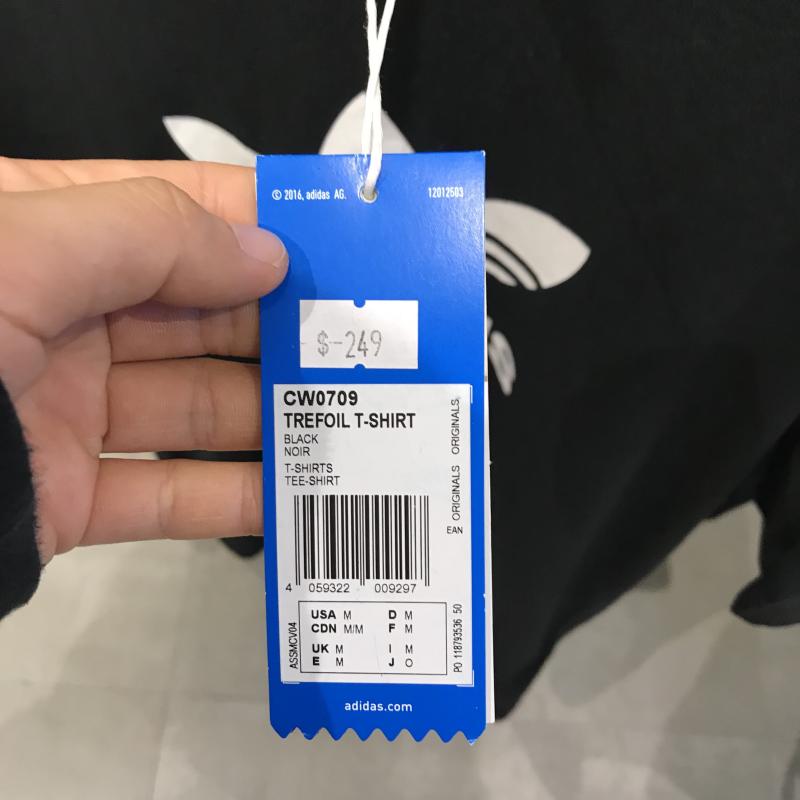 © 2016, adidas AG.
12012503
$-249
CW0709
TREFOIL T-SHIRT
BLACK
NOIR
T-SHIRTS
TEE-SHIRT
ORIGINALS ORIGINALS
EAN
4 059322 009297
ASSMCV04
USA M D M
CDN M/M F M
UK M I M
E M J O
PO 118793536 50
adidas.com